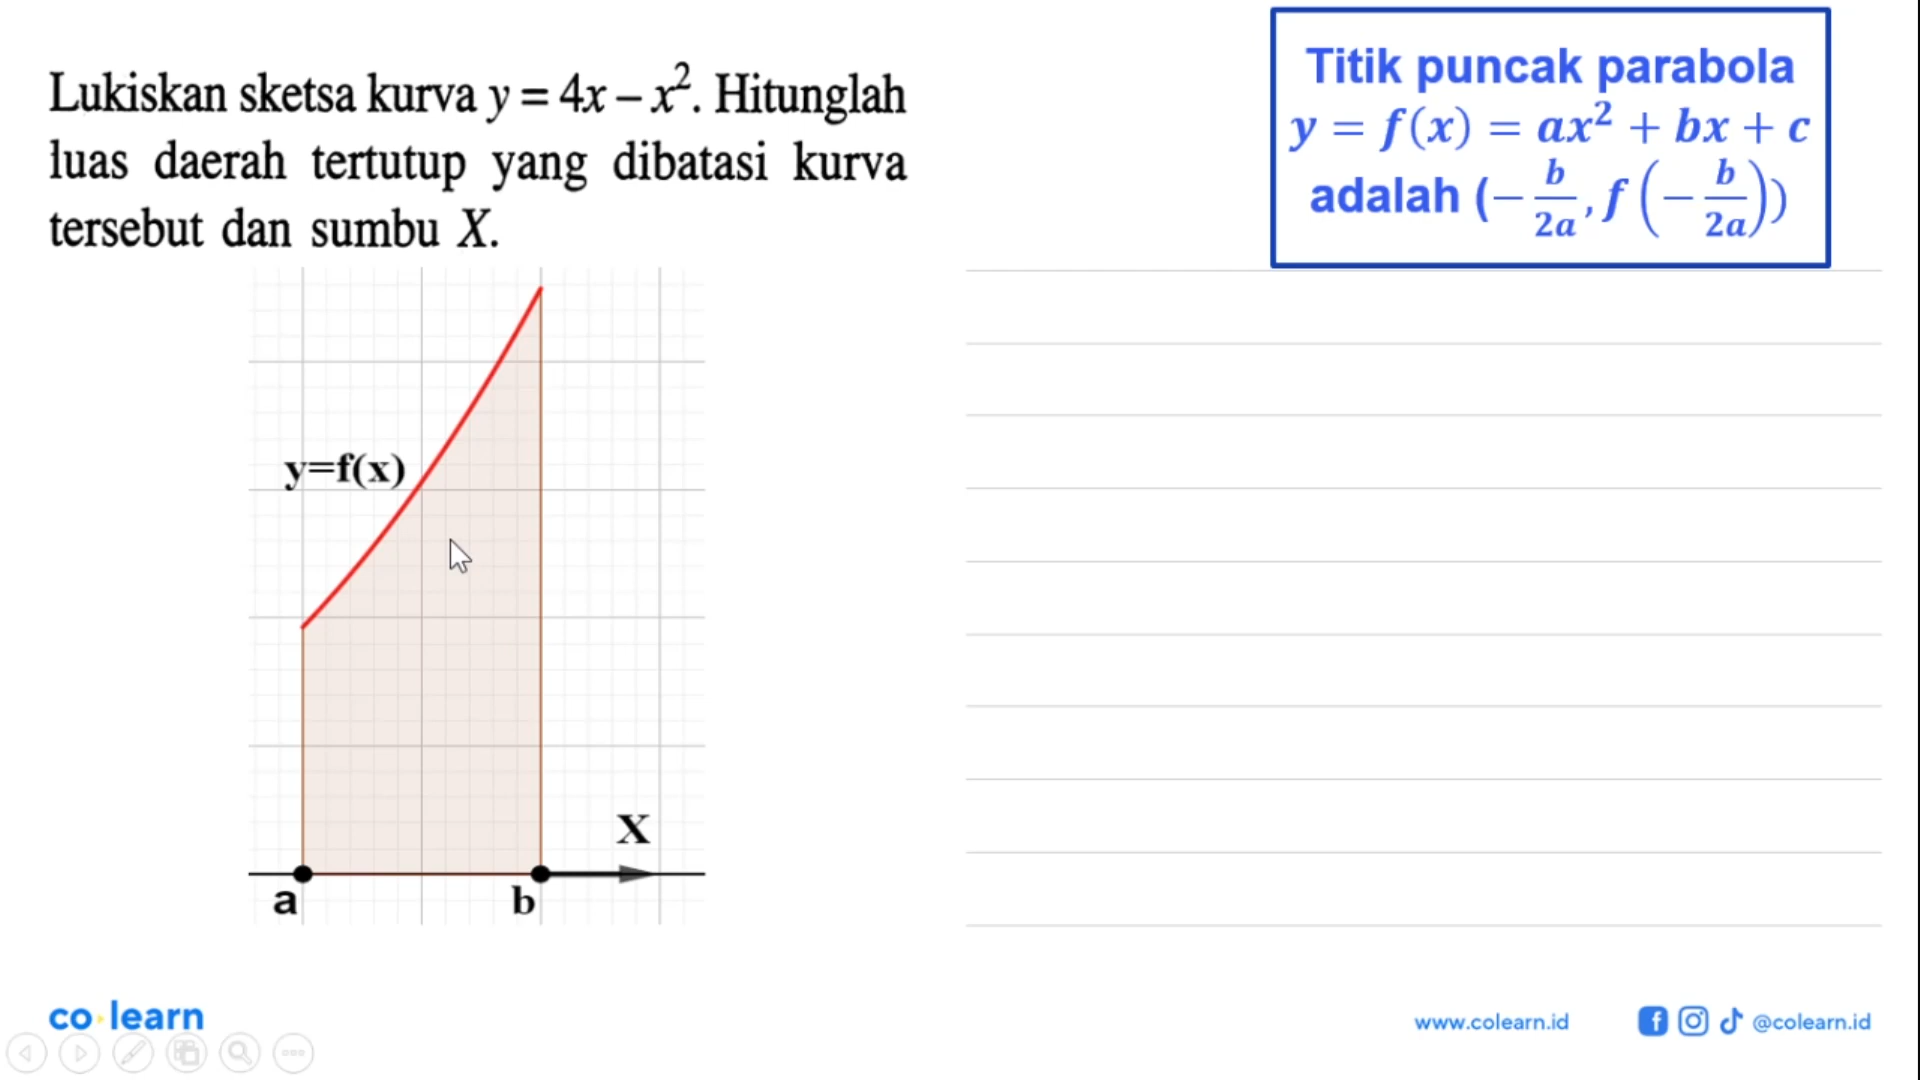 Lukiskan sketsa kurva y = 4x – x². Hitunglah
luas daerah tertutup yang dibatasi kurva
tersebut dan sumbu X.
Titik puncak parabola
y = f(x) = ax² + bx + c
adalah (−b/2a, f(−b/2a))
y=f(x)
X
a
b
co learn
www.colearn.id
@colearn.id